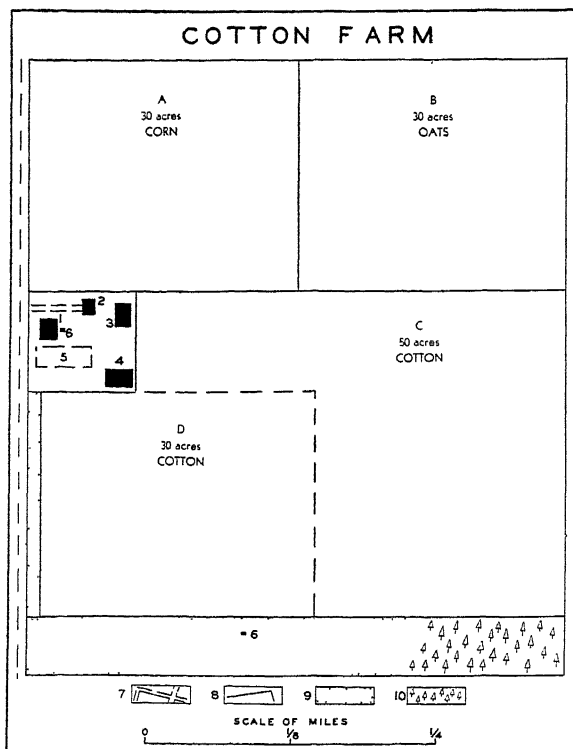 COTTON FARM
A
30 acres
CORN
B
30 acres
OATS
2
3
1
=6
5
4
C
50 acres
COTTON
D
30 acres
COTTON
=6
7
8
9
10
SCALE OF MILES
0
1/8
1/4